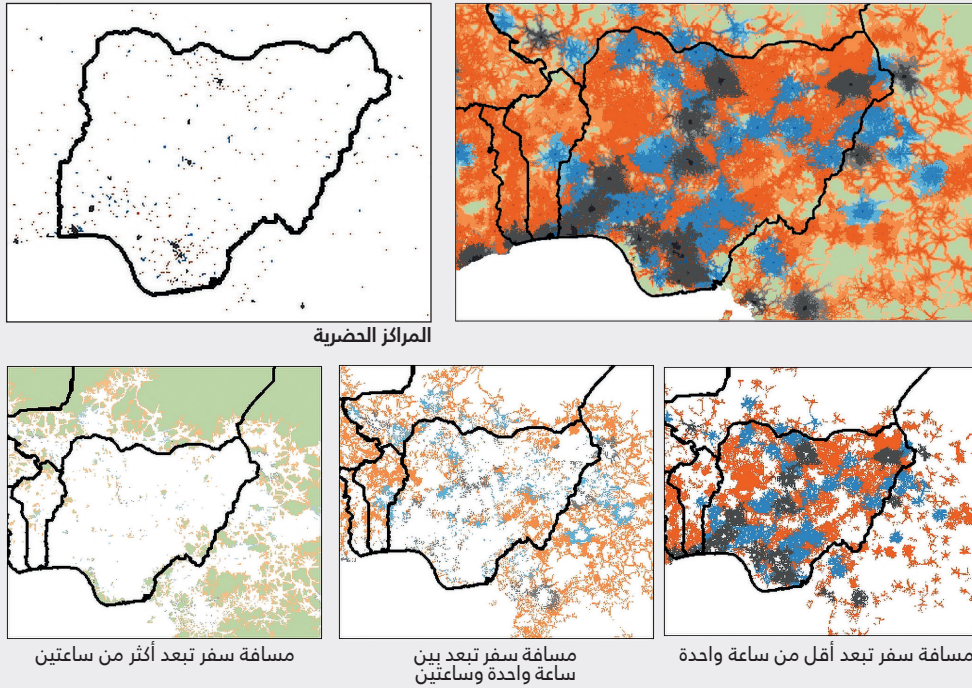 المراكز الحضرية
مسافة سفر تبعد أقل من ساعة واحدة
مسافة سفر تبعد بين
ساعة واحدة وساعتين
مسافة سفر تبعد أكثر من ساعتين